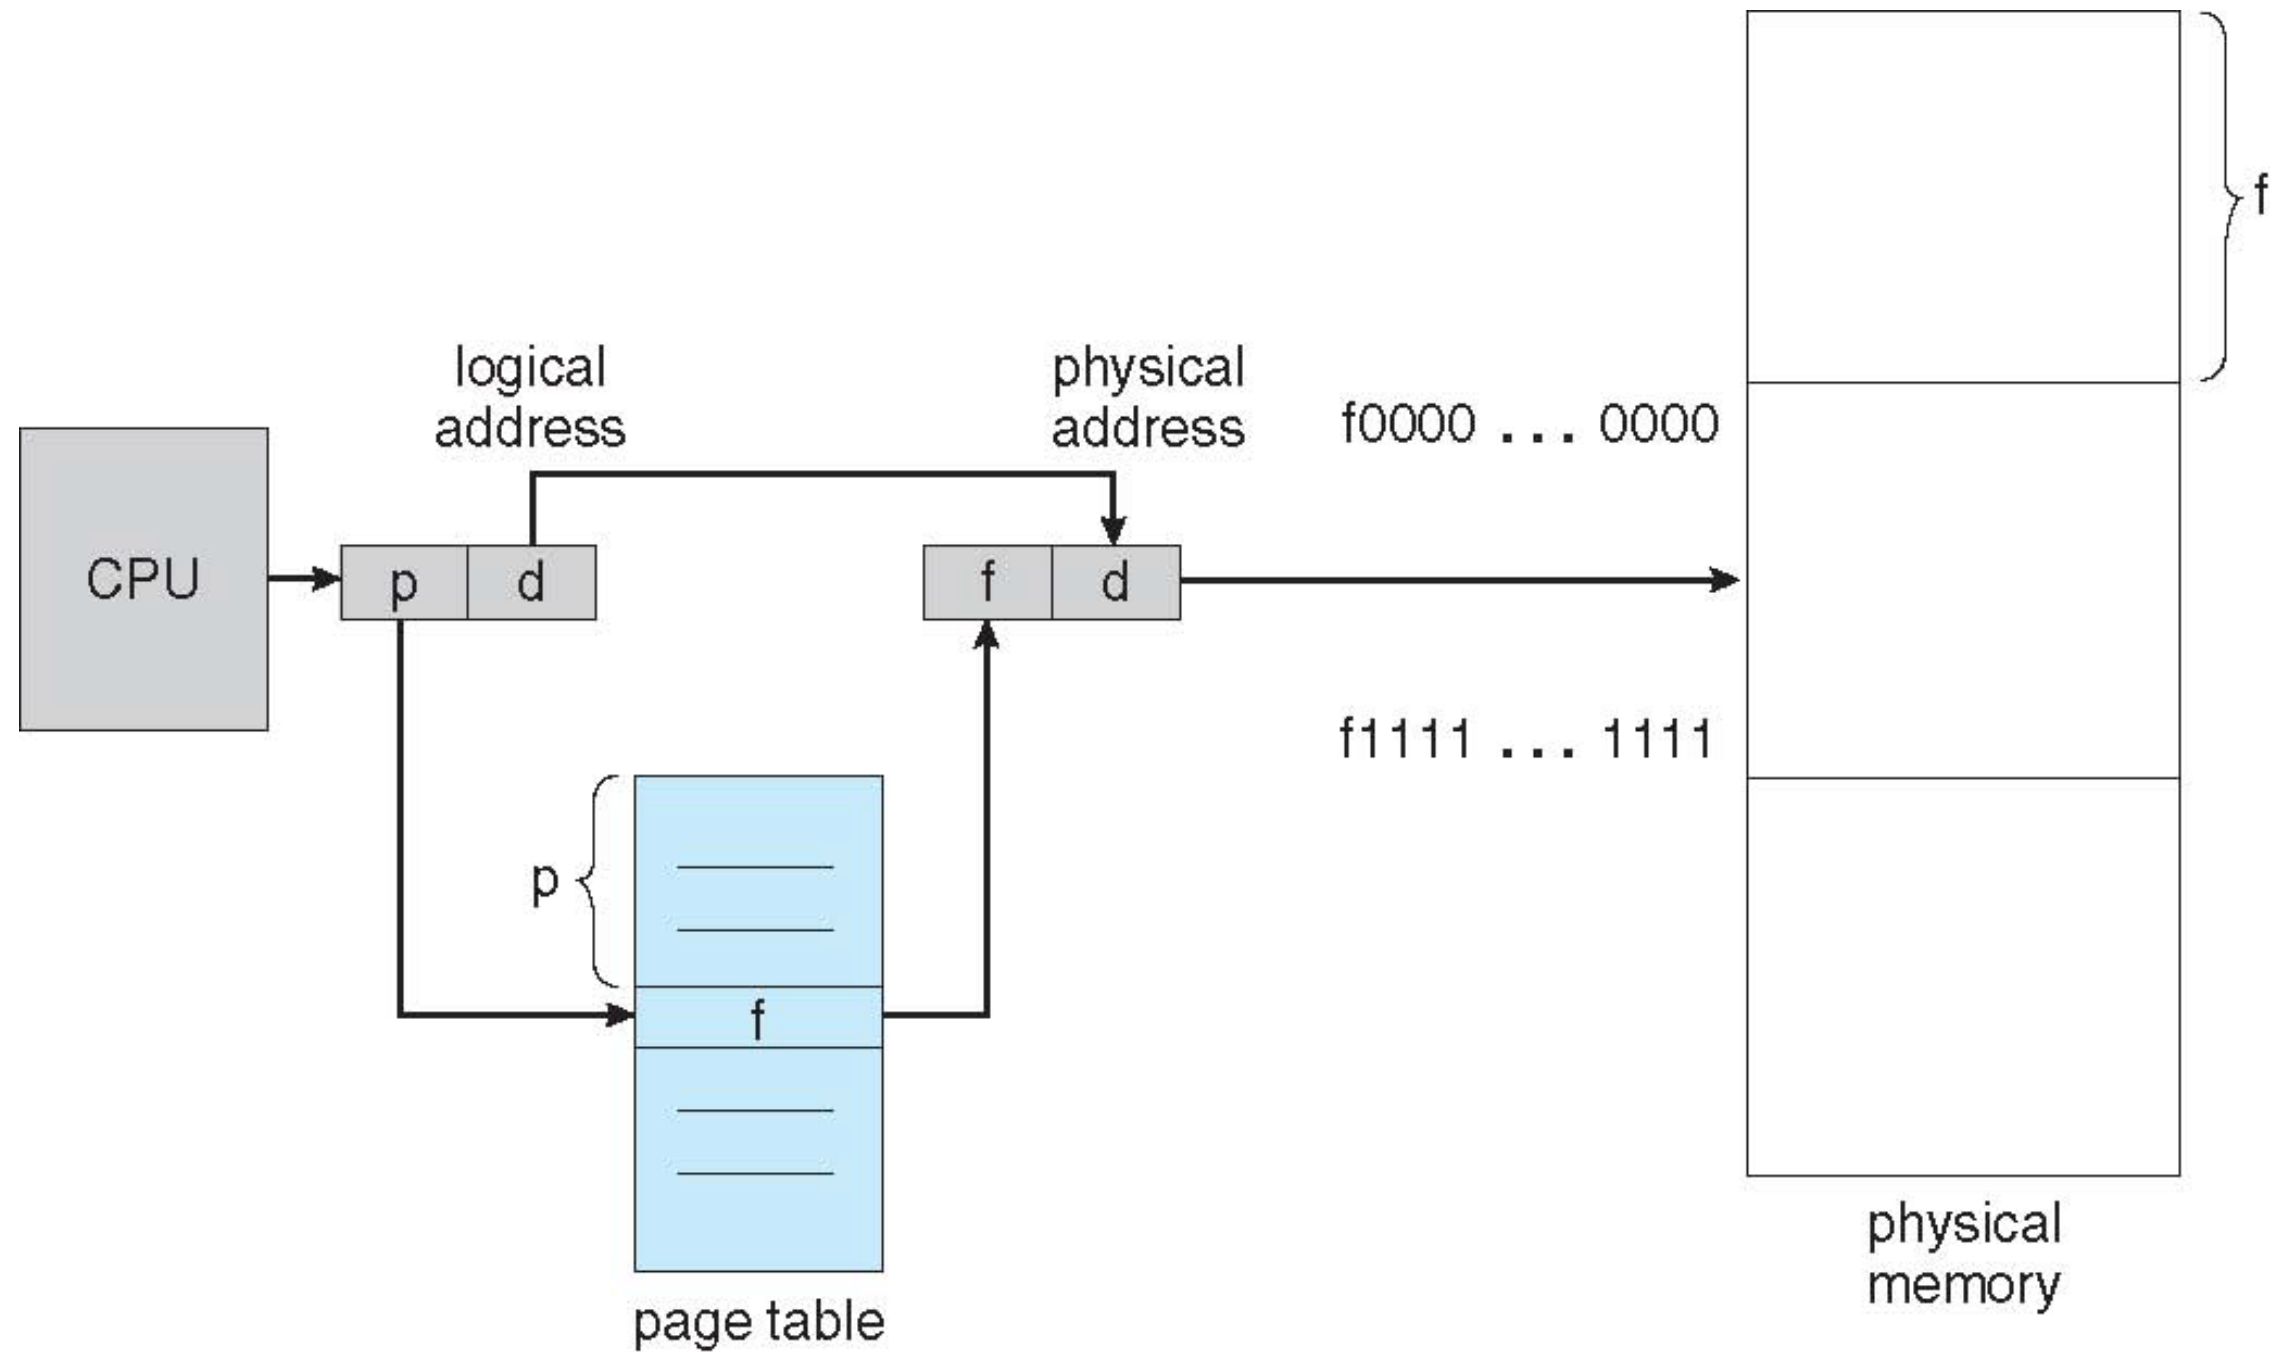 f
logical
address
physical
address
f0000 ... 0000
CPU
p
d
f
d
f1111 ... 1111
p
f
page table
physical
memory